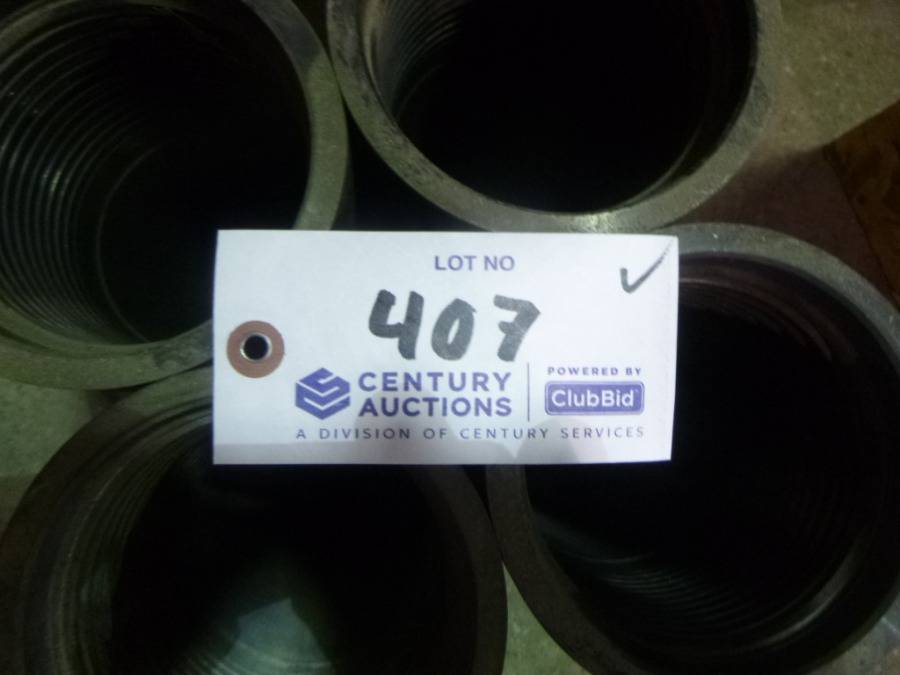 LOT NO
407
CENTURY
AUCTIONS
POWERED BY
ClubBid
A DIVISION OF CENTURY SERVICES